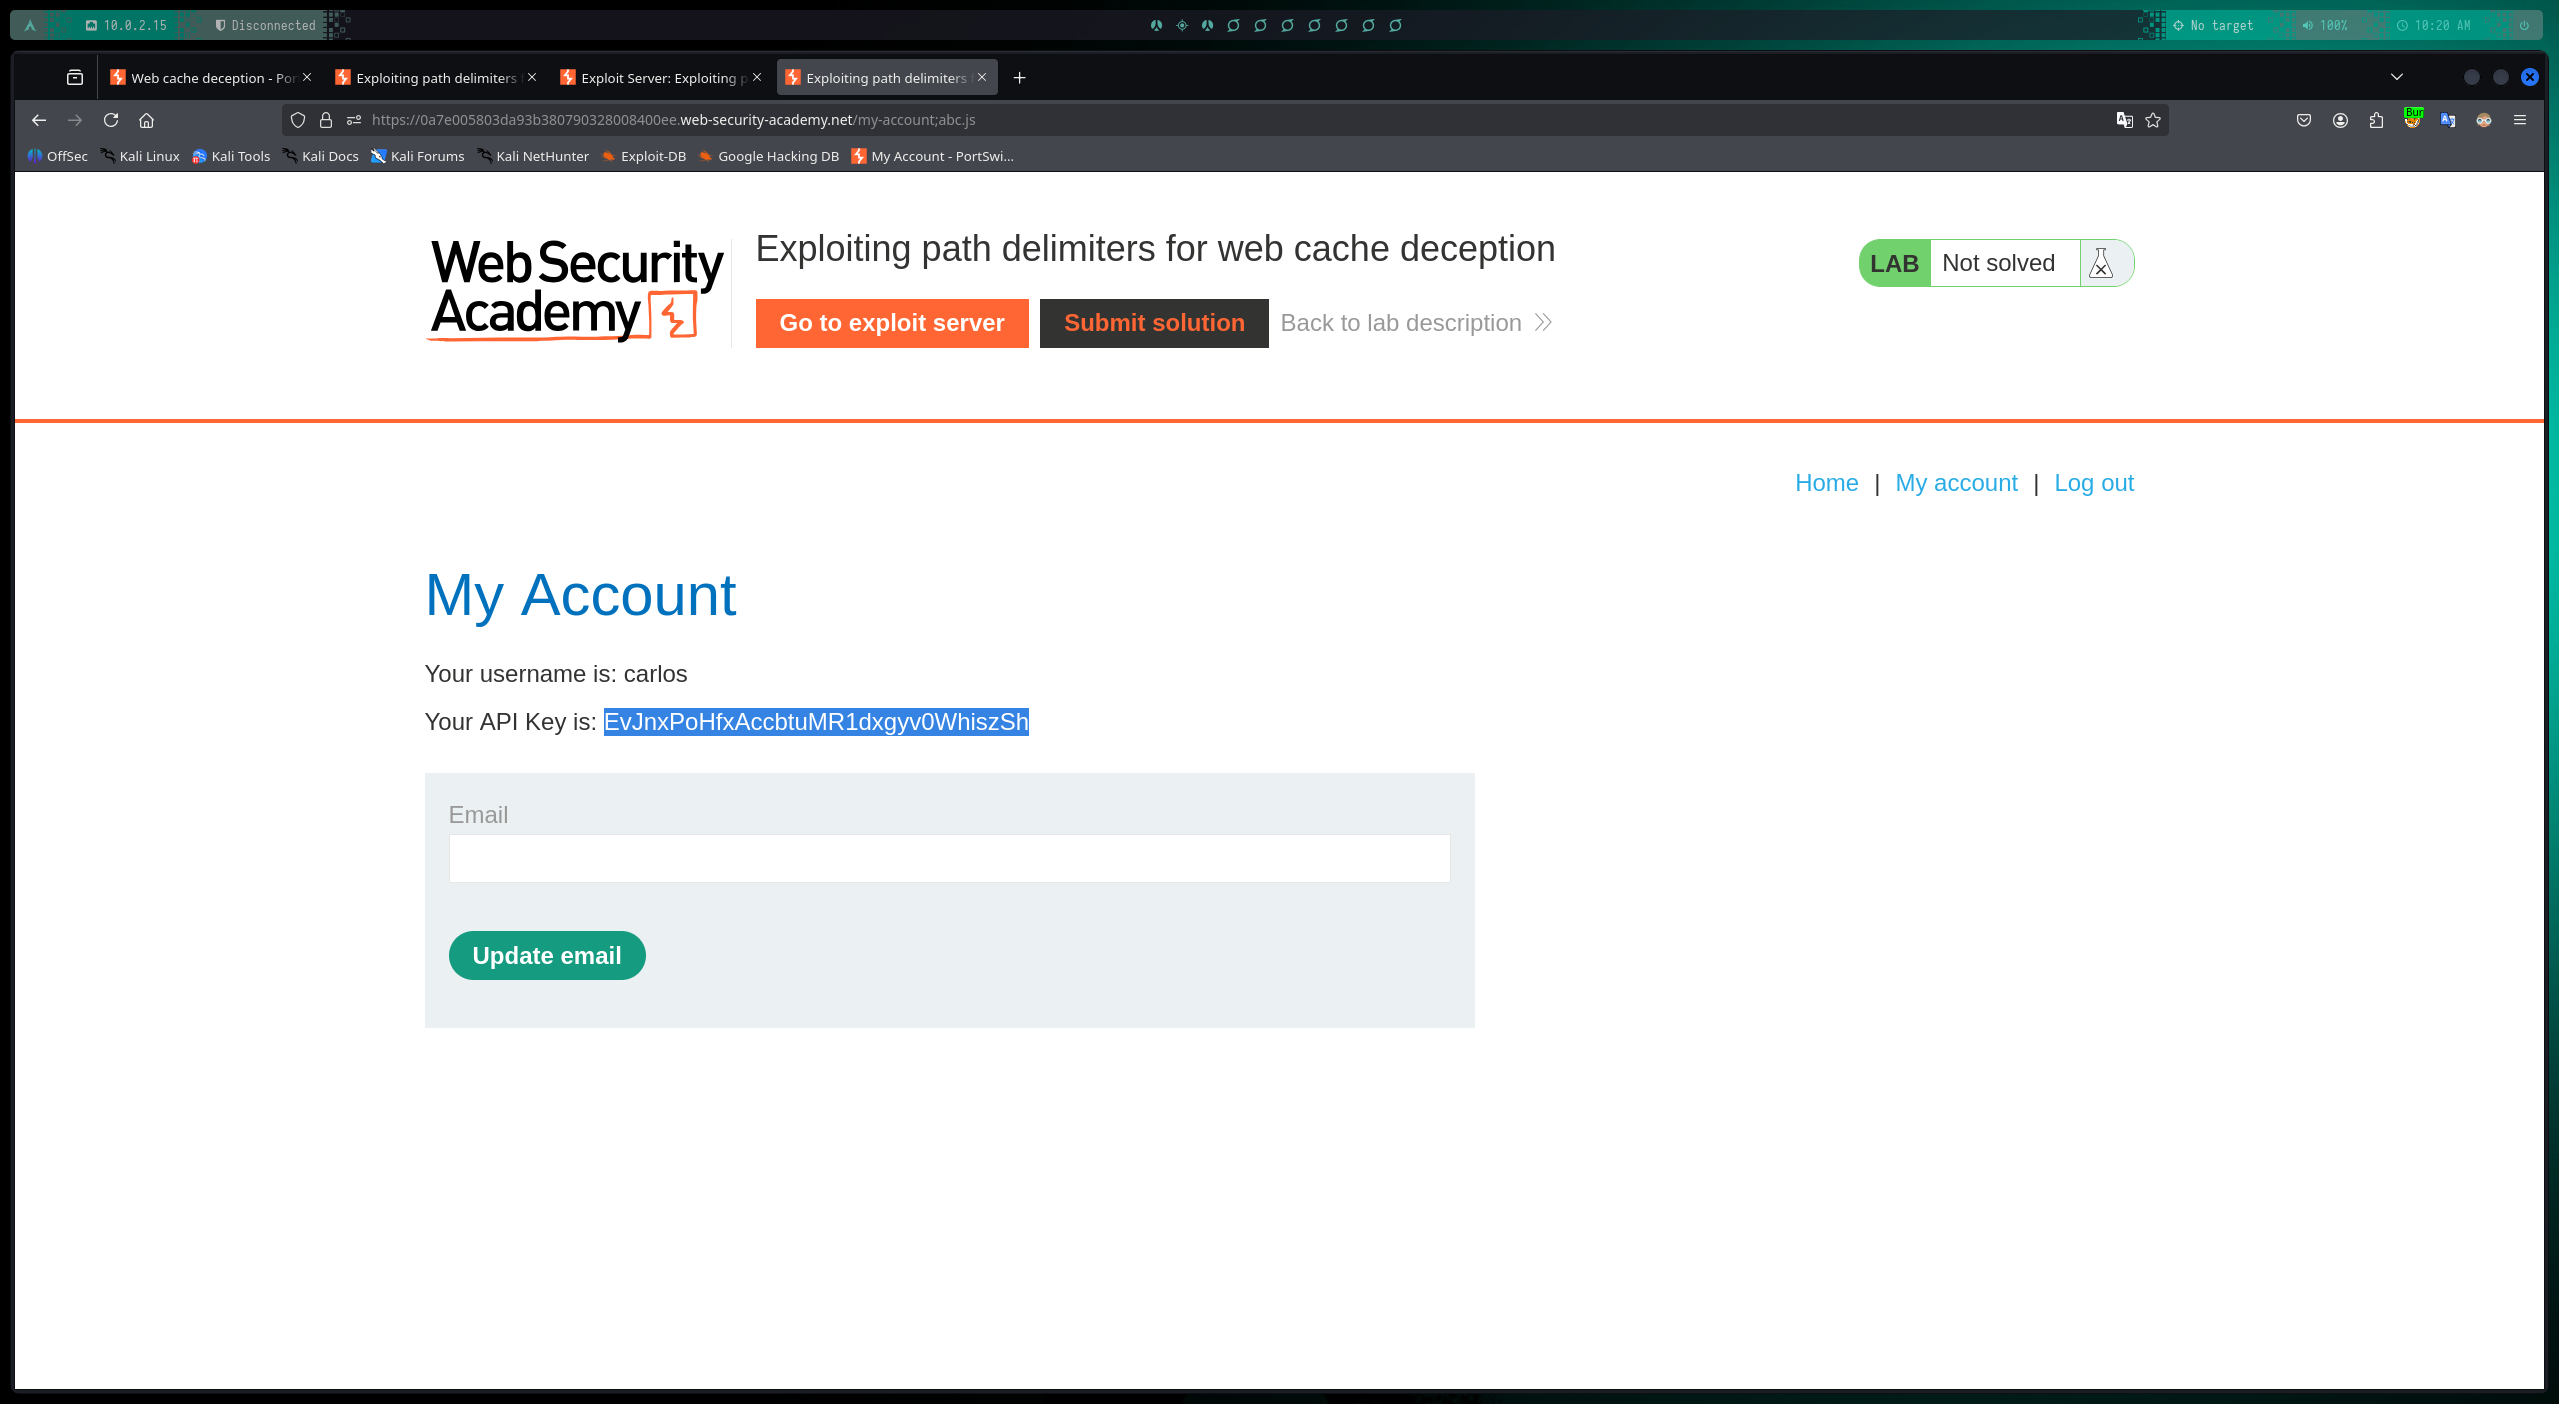 10.0.2.15 Disconnected No target 100% 10:20 AM
Web cache deception - Por Exploiting path delimiters f Exploit Server: Exploiting p Exploiting path delimiters f
https://0a7e005803da93b380790328008400ee.web-security-academy.net/my-account;abc.js
Bur
OffSec Kali Linux Kali Tools Kali Docs Kali Forums Kali NetHunter Exploit-DB Google Hacking DB My Account - PortSwi...
Web Security
Academy
Exploiting path delimiters for web cache deception
LAB Not solved
Go to exploit server Submit solution Back to lab description
Home | My account | Log out
My Account
Your username is: carlos
Your API Key is: EvJnxPoHfxAccbtuMR1dxgyv0WhiszSh
Email
Update email